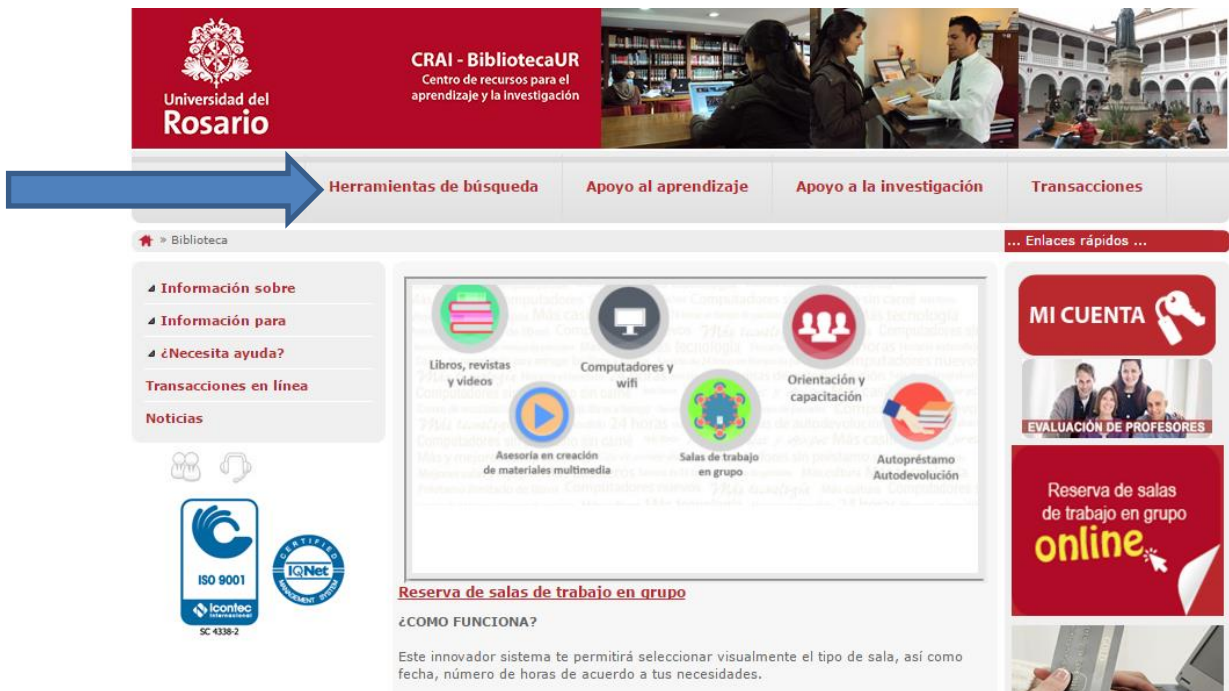 Universidad del
Rosario
CRAI - BibliotecaUR
Centro de recursos para el
aprendizaje y la investigación
Herramientas de búsqueda
Apoyo al aprendizaje
Apoyo a la investigación
Transacciones
» Biblioteca
... Enlaces rápidos ...
Información sobre
Información para
¿Necesita ayuda?
Transacciones en línea
Noticias
ISO 9001
Icontec
internacional
SC 4338-2
CERTIFIED
IQNet
MANAGEMENT SYSTEM
Libros, revistas
y videos
Computadores y
wifi
Orientación y
capacitación
Asesoría en creación
de materiales multimedia
Salas de trabajo
en grupo
Autopréstamo
Autodevolución
Reserva de salas de trabajo en grupo
¿COMO FUNCIONA?
Este innovador sistema te permitirá seleccionar visualmente el tipo de sala, así como
fecha, número de horas de acuerdo a tus necesidades.
MI CUENTA
EVALUACIÓN DE PROFESORES
Reserva de salas
de trabajo en grupo
online